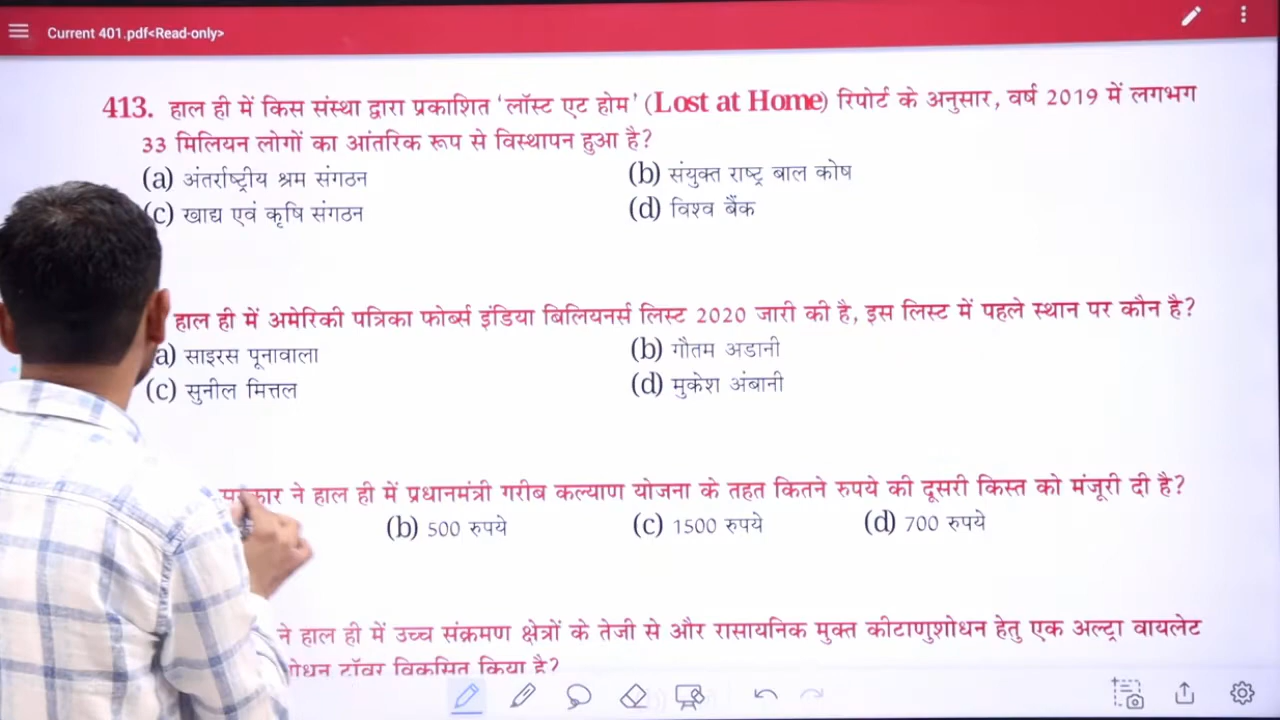 Current 401.pdf<Read-only>
413. हाल ही में किस संस्था द्वारा प्रकाशित 'लॉस्ट एट होम' (Lost at Home) रिपोर्ट के अनुसार, वर्ष 2019 में लगभग
33 मिलियन लोगों का आंतरिक रूप से विस्थापन हुआ है?
(a) अंतर्राष्ट्रीय श्रम संगठन (b) संयुक्त राष्ट्र बाल कोष
(c) खाद्य एवं कृषि संगठन (d) विश्व बैंक
हाल ही में अमेरिकी पत्रिका फोर्ब्स इंडिया बिलियनर्स लिस्ट 2020 जारी की है, इस लिस्ट में पहले स्थान पर कौन है?
a) साइरस पूनावाला (b) गौतम अडानी
(c) सुनील मित्तल (d) मुकेश अंबानी
ने हाल ही में प्रधानमंत्री गरीब कल्याण योजना के तहत कितने रुपये की दूसरी किस्त को मंजूरी दी है?
(b) 500 रुपये (c) 1500 रुपये (d) 700 रुपये
ने हाल ही में उच्च संक्रमण क्षेत्रों के तेजी से और रासायनिक मुक्त कीटाणुशोधन हेतु एक अल्ट्रा वायलेट
टॉवर विकसित किया है?